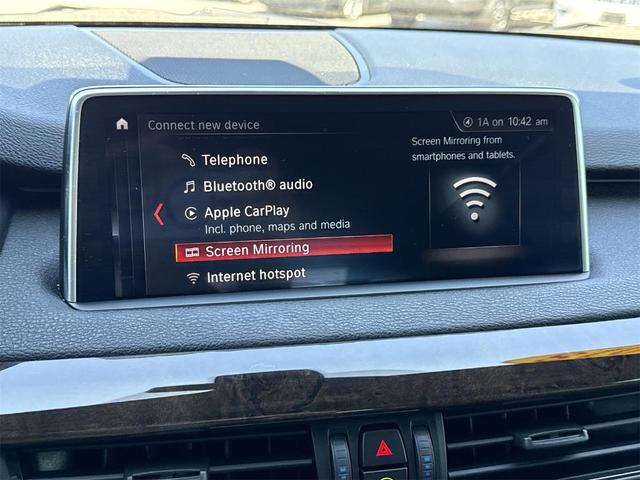 Connect new device
1A on 10:42 am
Telephone
Bluetooth® audio
Apple CarPlay
Incl. phone, maps and media
Screen Mirroring
Internet hotspot
Screen Mirroring from
smartphones and tablets.